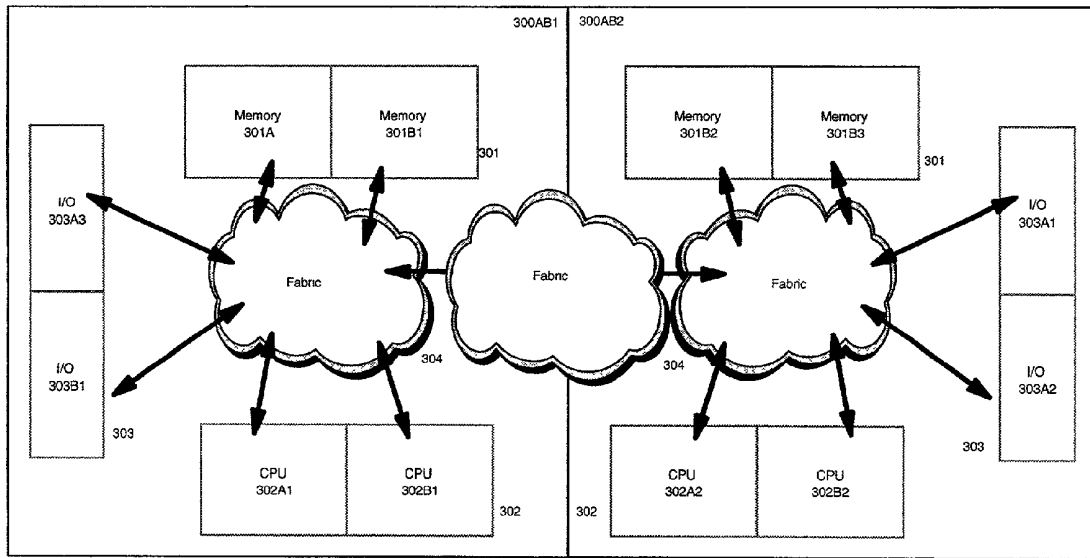 300AB1
300AB2
Memory
301A
Memory
301B1
301
Memory
301B2
Memory
301B3
301
I/O
303A3
I/O
303B1
303
Fabric
304
Fabric
Fabric
304
I/O
303A1
I/O
303A2
303
CPU
302A1
CPU
302B1
302
302
CPU
302A2
CPU
302B2